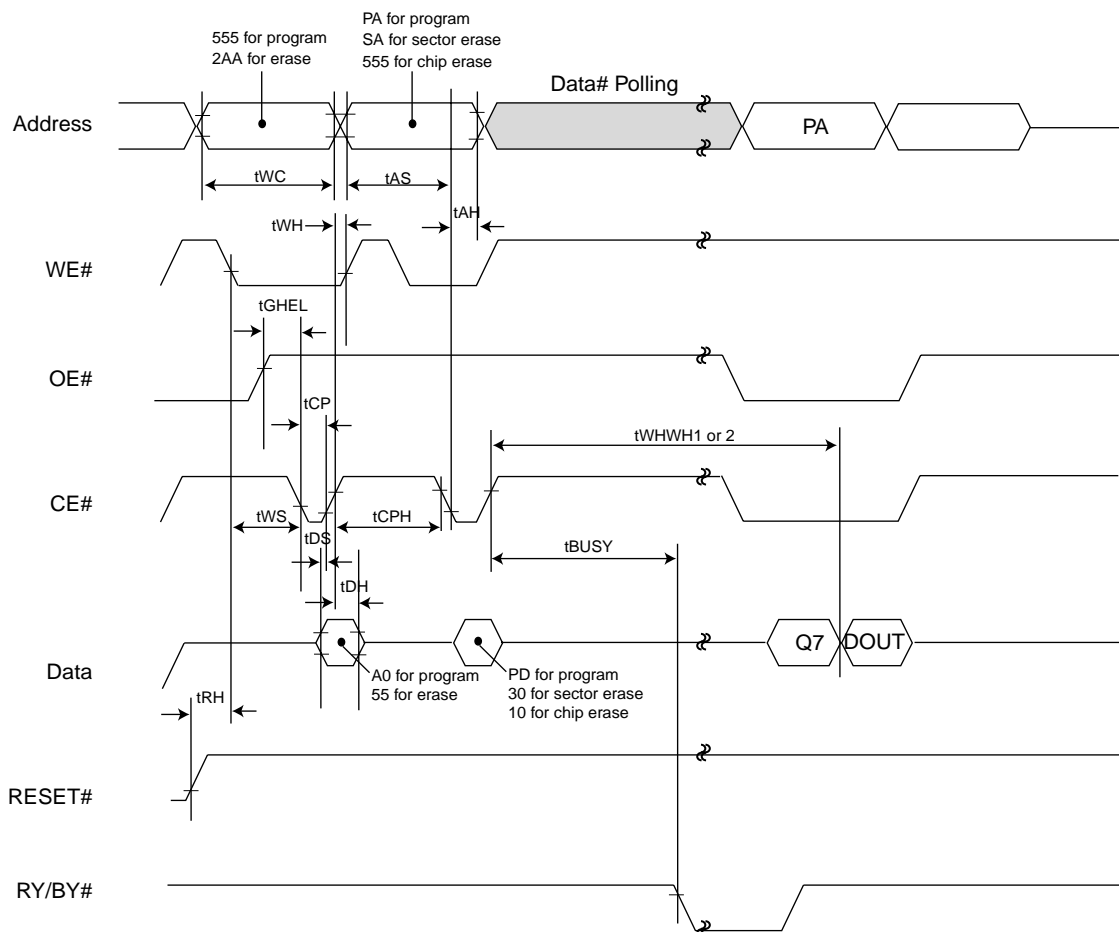 555 for program
2AA for erase
PA for program
SA for sector erase
555 for chip erase
Data# Polling
Address
PA
tWC
tAS
tWH
tAH
WE#
tGHEL
OE#
tCP
tWHWH1 or 2
CE#
tWS
tCPH
tDS
tBUSY
tDH
Q7
DOUT
Data
A0 for program
55 for erase
PD for program
30 for sector erase
10 for chip erase
tRH
RESET#
RY/BY#